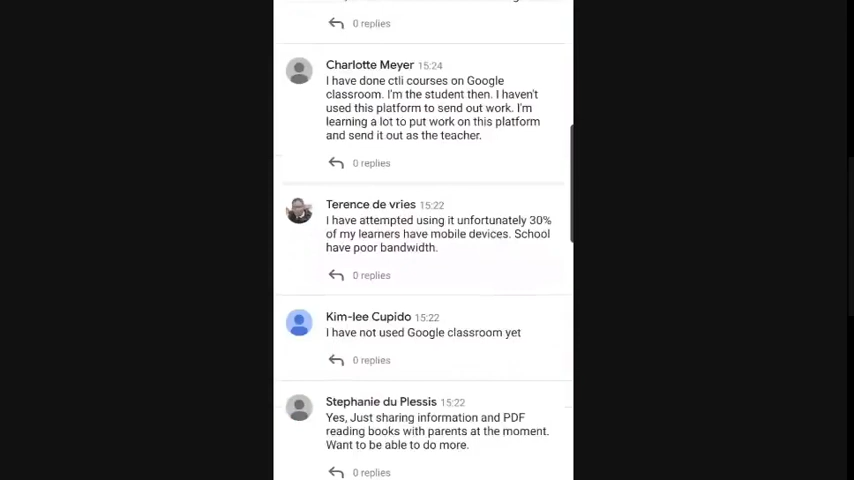 0 replies
Charlotte Meyer 15:24
I have done ctli courses on Google
classroom. I'm the student then. I haven't
used this platform to send out work. I'm
learning a lot to put work on this platform
and send it out as the teacher.
0 replies
Terence de vries 15:22
I have attempted using it unfortunately 30%
of my learners have mobile devices. School
have poor bandwidth.
0 replies
Kim-lee Cupido 15:22
I have not used Google classroom yet
0 replies
Stephanie du Plessis 15:22
Yes, Just sharing information and PDF
reading books with parents at the moment.
Want to be able to do more.
0 replies